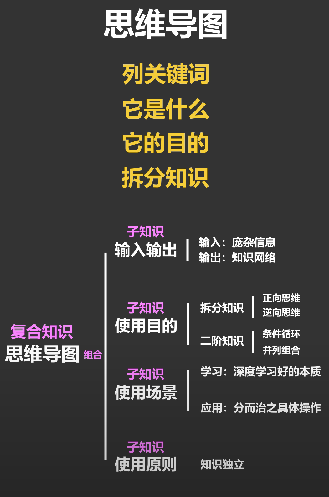 思维导图
列关键词
它是什么
它的目的
拆分知识
子知识
输入输出
输入：庞杂信息
输出：知识网络
子知识
使用目的
拆分知识
正向思维
逆向思维
二阶知识
条件循环
并列组合
复合知识
思维导图
组合
子知识
使用场景
学习：深度学习好的本质
应用：分而治之具体操作
子知识
使用原则
知识独立